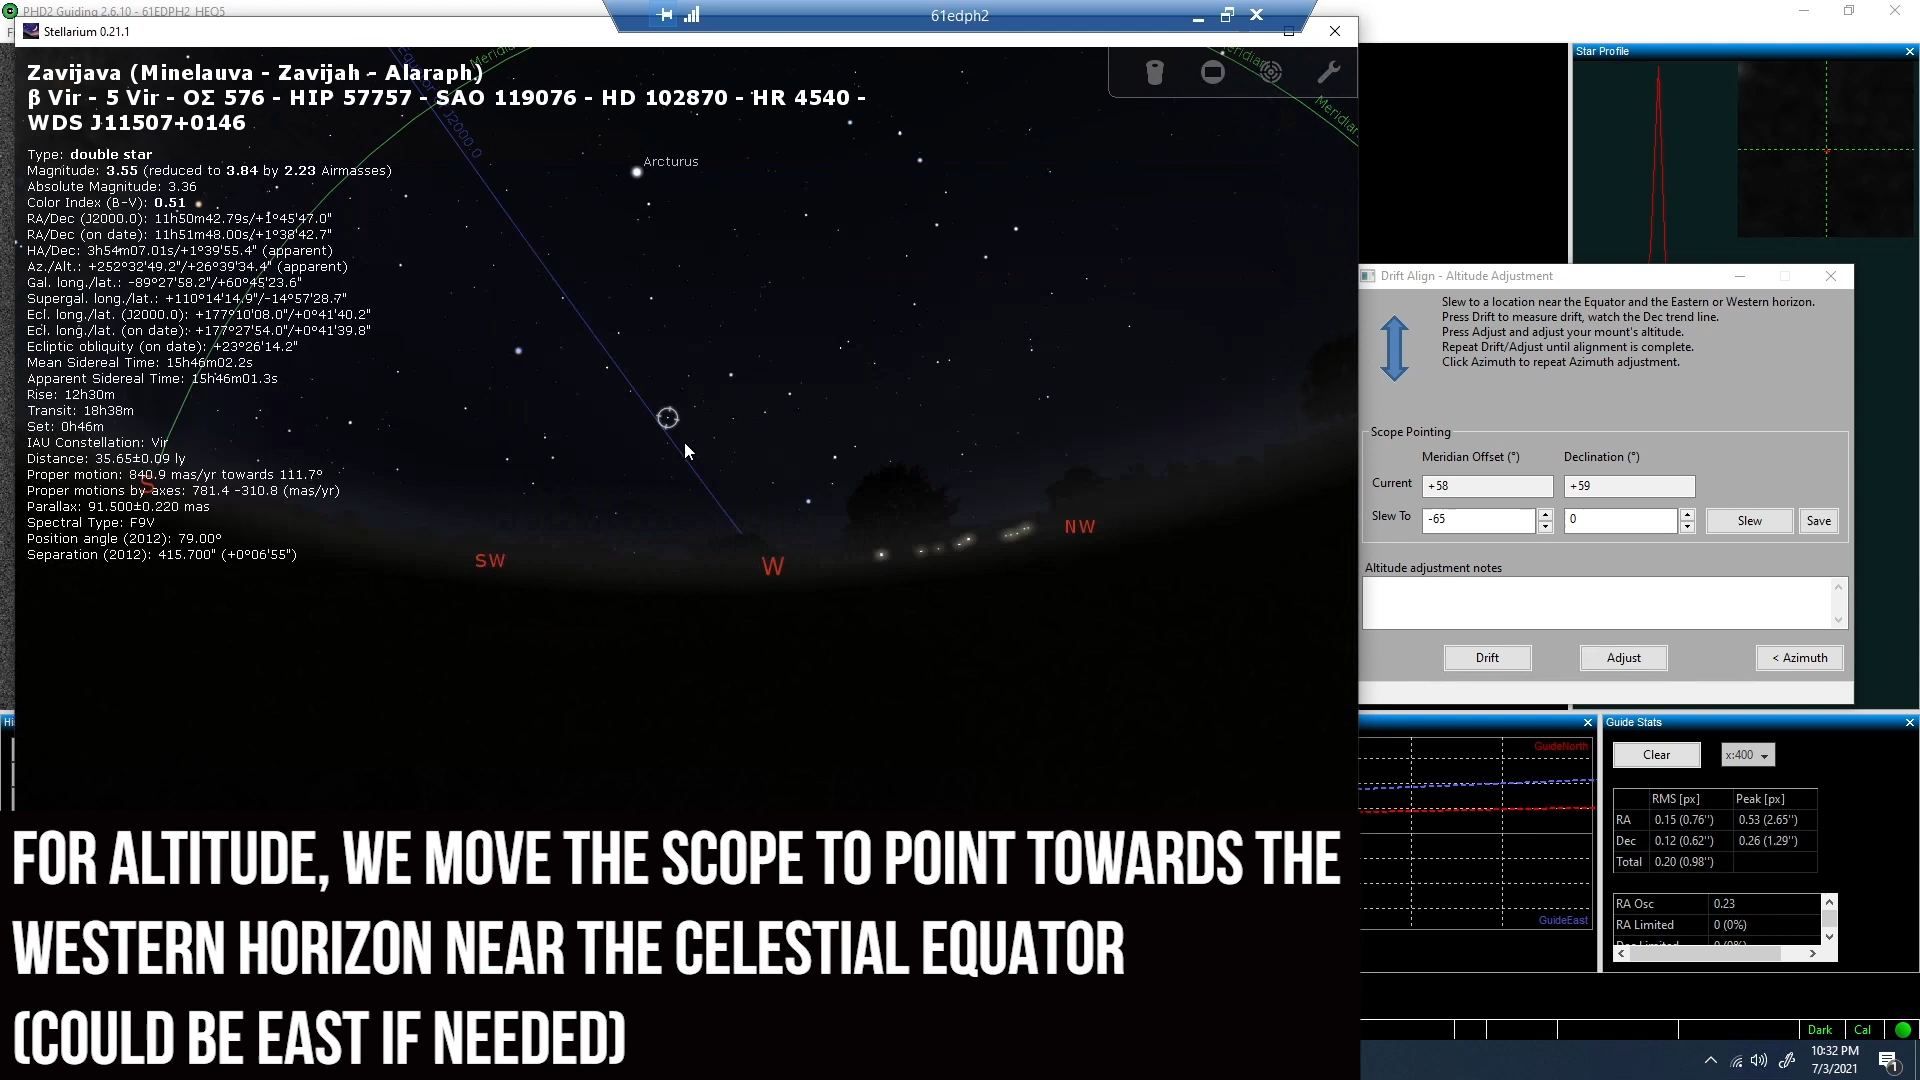 PHD2 Guiding 2.6.10 - 61EDPH2_HEQ5
61edph2
Stellarium 0.21.1
Zavijava (Minelauva - Zavijah - Alaraph)
β Vir - 5 Vir - ΟΣ 576 - HIP 57757 - SAO 119076 - HD 102870 - HR 4540 -
WDS J11507+0146
Type: double star
Magnitude: 3.55 (reduced to 3.84 by 2.23 Airmasses)
Absolute Magnitude: 3.36
Color Index (B-V): 0.51
RA/Dec (J2000.0): 11h50m42.79s/+1°45'47.0"
RA/Dec (on date): 11h51m48.00s/+1°38'42.7"
HA/Dec: 3h54m07.01s/+1°39'55.4" (apparent)
Az./Alt.: +252°32'49.2"/+26°39'34.4" (apparent)
Gal. long./lat.: -89°27'58.2"/+60°45'23.6"
Supergal. long./lat.: +110°14'14.9"/-14°57'28.7"
Ecl. long./lat. (J2000.0): +177°10'08.0"/+0°41'40.2"
Ecl. long./lat. (on date): +177°27'54.0"/+0°41'39.8"
Ecliptic obliquity (on date): +23°26'14.2"
Mean Sidereal Time: 15h46m02.2s
Apparent Sidereal Time: 15h46m01.3s
Rise: 12h30m
Transit: 18h38m
Set: 0h46m
IAU Constellation: Vir
Distance: 35.65±0.09 ly
Proper motion: 840.9 mas/yr towards 111.7°
Proper motions by axes: 781.4 -310.8 (mas/yr)
Parallax: 91.500±0.220 mas
Spectral Type: F9V
Position angle (2012): 79.00°
Separation (2012): 415.700" (+0°06'55")
Meridian
Meridian
J2000.0
Arcturus
S
SW
W
NW
Star Profile
Drift Align - Altitude Adjustment
Slew to a location near the Equator and the Eastern or Western horizon.
Press Drift to measure drift, watch the Dec trend line.
Press Adjust and adjust your mount's altitude.
Repeat Drift/Adjust until alignment is complete.
Click Azimuth to repeat Azimuth adjustment.
Scope Pointing
Meridian Offset (°) Declination (°)
Current +58 +59
Slew To -65 0 Slew Save
Altitude adjustment notes
Drift Adjust < Azimuth
GuideNorth
GuideEast
Guide Stats
Clear x:400
RMS [px] Peak [px]
RA 0.15 (0.76'') 0.53 (2.65'')
Dec 0.12 (0.62'') 0.26 (1.29'')
Total 0.20 (0.98'')
RA Osc 0.23
RA Limited 0 (0%)
FOR ALTITUDE, WE MOVE THE SCOPE TO POINT TOWARDS THE
WESTERN HORIZON NEAR THE CELESTIAL EQUATOR
(COULD BE EAST IF NEEDED)
Dark Cal
10:32 PM
7/3/2021
1